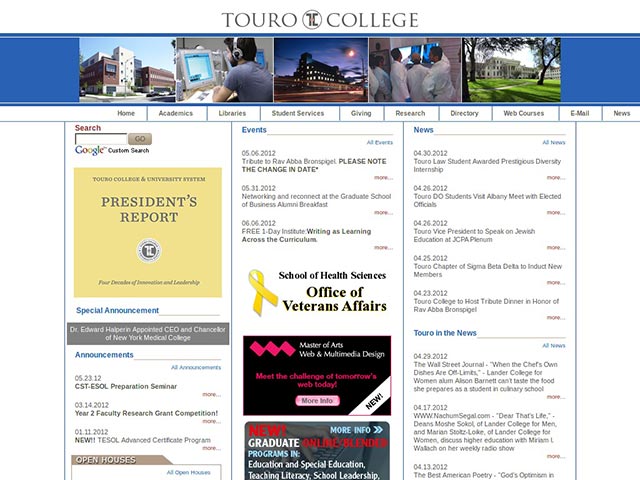 TOURO TC COLLEGE
Home Academics Libraries Student Services Giving Research Directory Web Courses E-Mail News
Search
GO
Google Custom Search
TOURO COLLEGE & UNIVERSITY SYSTEM
PRESIDENT'S
REPORT
Four Decades of Innovation and Leadership
Special Announcement
Dr. Edward Halperin Appointed CEO and Chancellor
of New York Medical College
Announcements
All Announcements
05.23.12
CST-ESOL Preparation Seminar
more...
03.14.2012
Year 2 Faculty Research Grant Competition!
more...
01.11.2012
NEW!! TESOL Advanced Certificate Program
more...
OPEN HOUSES
All Open Houses
Events
All Events
05.06.2012
Tribute to Rav Abba Bronspigel. PLEASE NOTE
THE CHANGE IN DATE*
more...
05.31.2012
Networking and reconnect at the Graduate School
of Business Alumni Breakfast
more...
06.06.2012
FREE 1-Day Institute:Writing as Learning
Across the Curriculum.
more...
School of Health Sciences
Office of
Veterans Affairs
Master of Arts
Web & Multimedia Design
Meet the challenge of tomorrow's
web today!
More Info
NEW!
NEW! MORE INFO
GRADUATE ONLINE-BLENDED
PROGRAMS IN:
Education and Special Education,
Teaching Literacy, School Leadership,
News
All News
04.30.2012
Touro Law Student Awarded Prestigious Diversity
Internship
more...
04.26.2012
Touro DO Students Visit Albany Meet with Elected
Officials
more...
04.26.2012
Touro Vice President to Speak on Jewish
Education at JCPA Plenum
more...
04.25.2012
Touro Chapter of Sigma Beta Delta to Induct New
Members
more...
04.23.2012
Touro College to Host Tribute Dinner in Honor of
Rav Abba Bronspigel
more...
Touro in the News
All News
04.29.2012
The Wall Street Journal - "When the Chef's Own
Dishes Are Off-Limits," - Lander College for
Women alum Alison Barnett can't taste the food
she prepares as a student in culinary school
more...
04.17.2012
WWW.NachumSegal.com - "Dear That's Life," -
Deans Moshe Sokol, of Lander College for Men,
and Marian Stoltz-Loike, of Lander College for
Women, discuss higher education with Miriam l.
Wallach on her weekly radio show
more...
04.13.2012
The Best American Poetry - "God's Optimism in